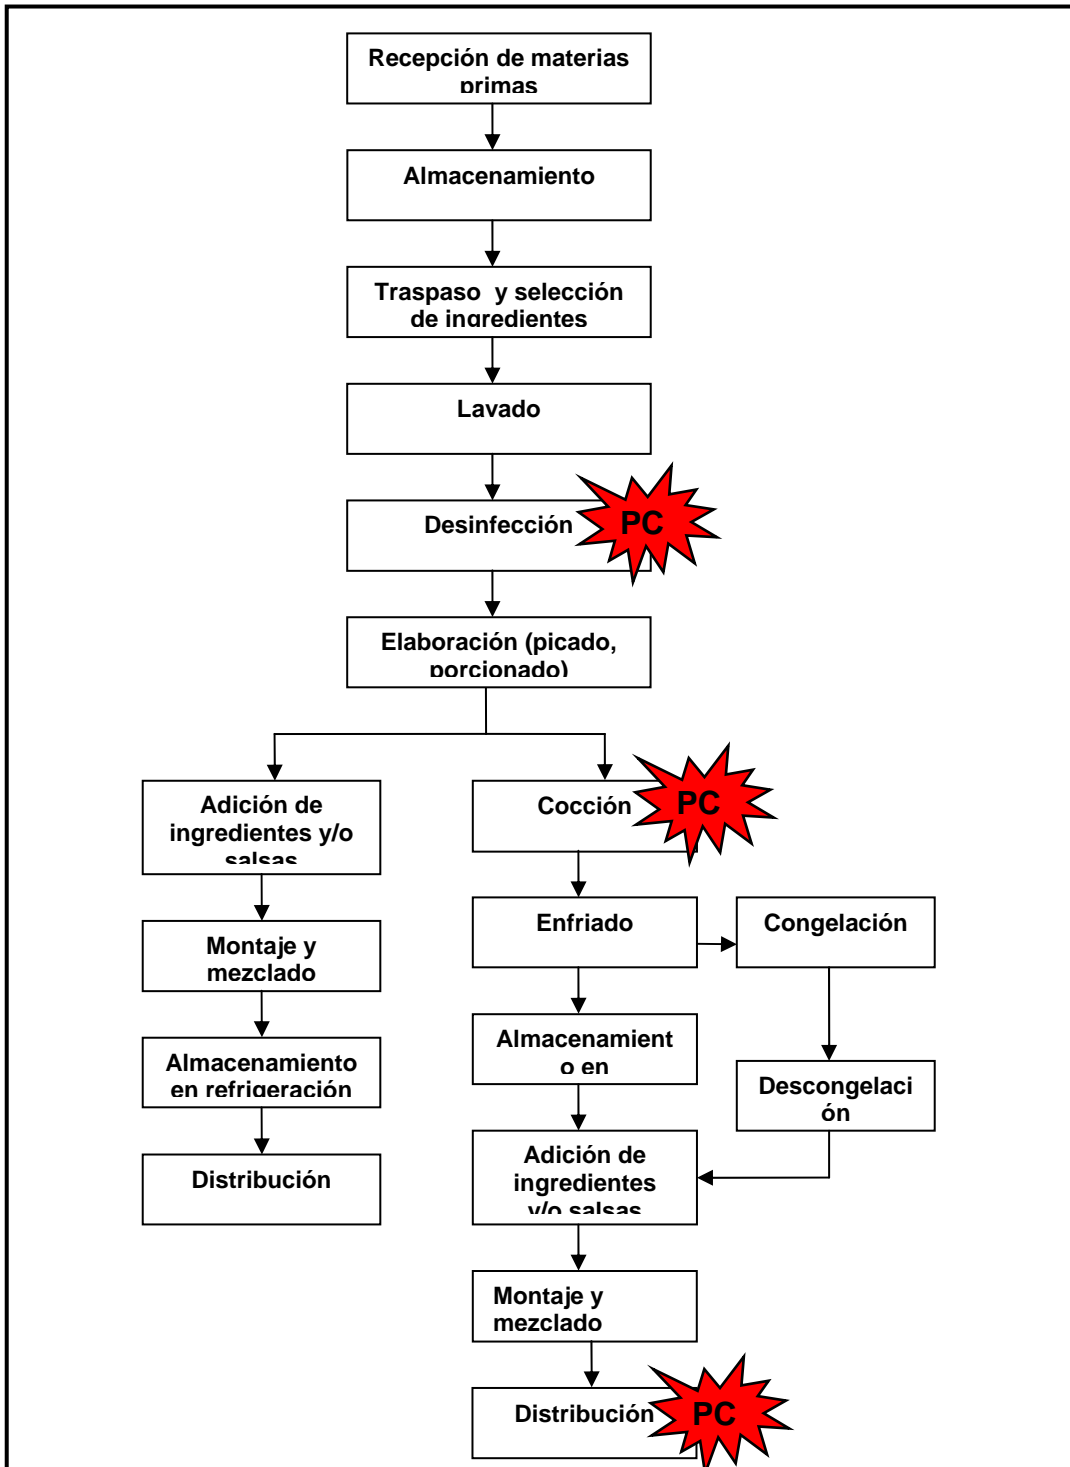 Recepción de materias
primas
Almacenamiento
Traspaso y selección
de ingredientes
Lavado
Desinfección
PC
Elaboración (picado,
porcionado)
Adición de
ingredientes y/o
salsas
Montaje y
mezclado
Almacenamiento
en refrigeración
Distribución
Cocción
PC
Enfriado
Congelación
Almacenamient
o en
Descongelaci
ón
Adición de
ingredientes
y/o salsas
Montaje y
mezclado
Distribución
PC